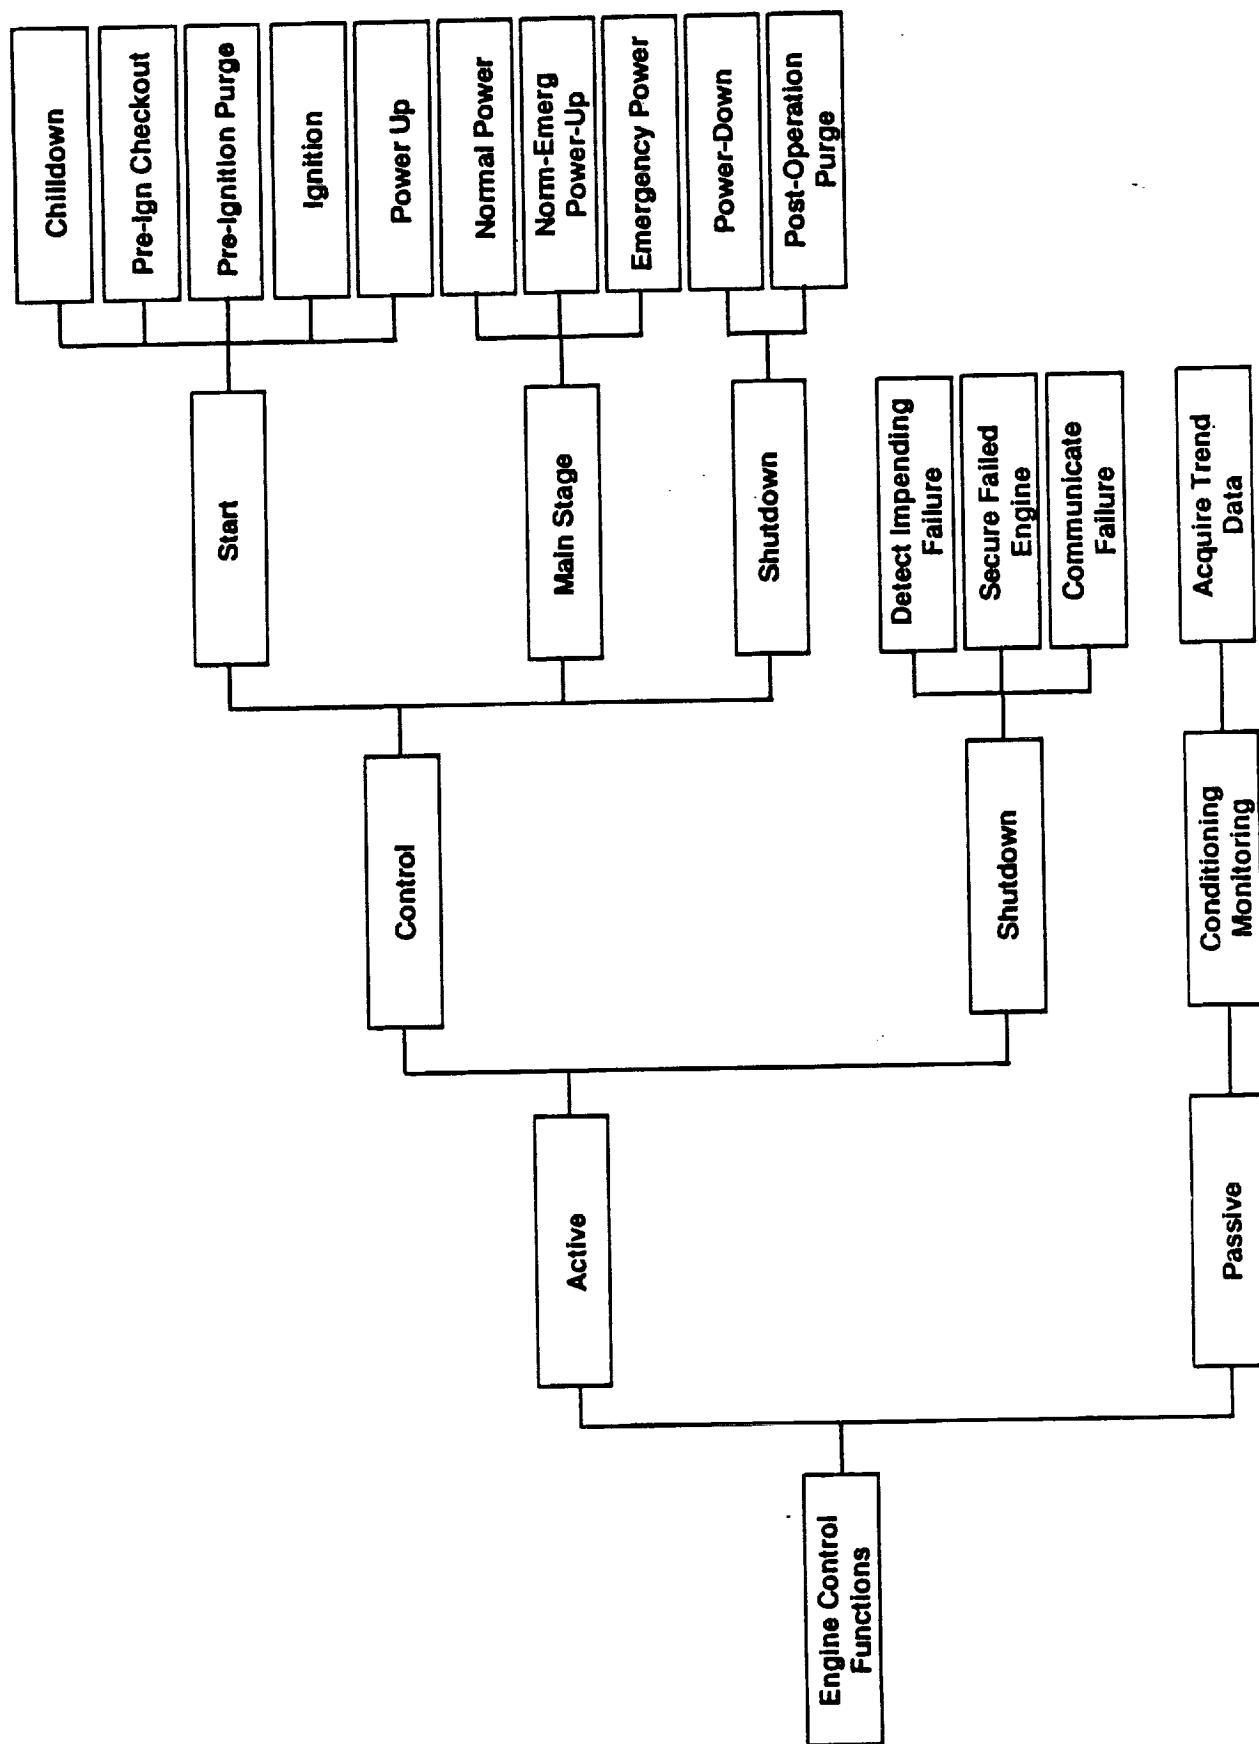 Engine Control
Functions
Active
Passive
Control
Shutdown
Conditioning
Monitoring
Start
Main Stage
Shutdown
Detect Impending
Failure
Secure Failed
Engine
Communicate
Failure
Acquire Trend
Data
Chilldown
Pre-Ign Checkout
Pre-Ignition Purge
Ignition
Power Up
Normal Power
Norm-Emerg
Power-Up
Emergency Power
Power-Down
Post-Operation
Purge